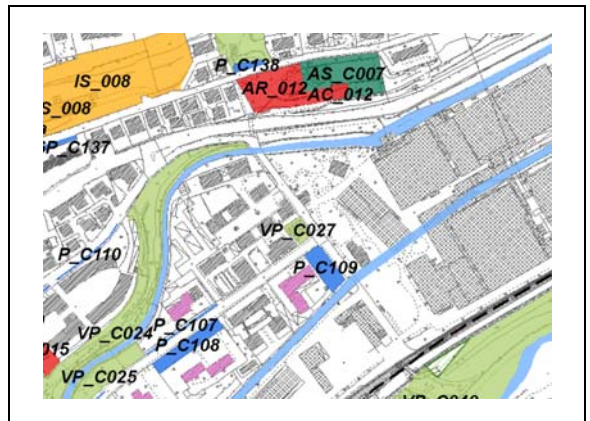 P_C138
IS_008
AS_C007
AR_012
AC_012
S_008
P_C137
VP_C027
P_C110
P_C109
VP_C024
P_C107
P_C108
015
VP_C025